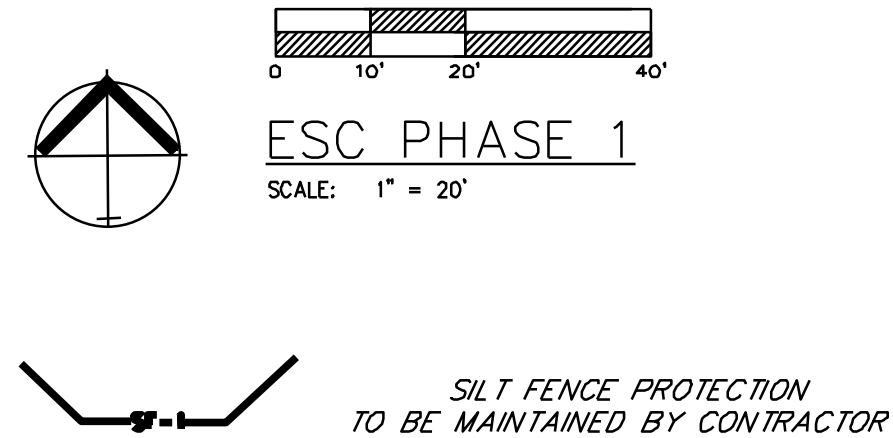 0 10' 20' 40'
ESC PHASE 1
SCALE: 1" = 20'
SF-1
SILT FENCE PROTECTION
TO BE MAINTAINED BY CONTRACTOR